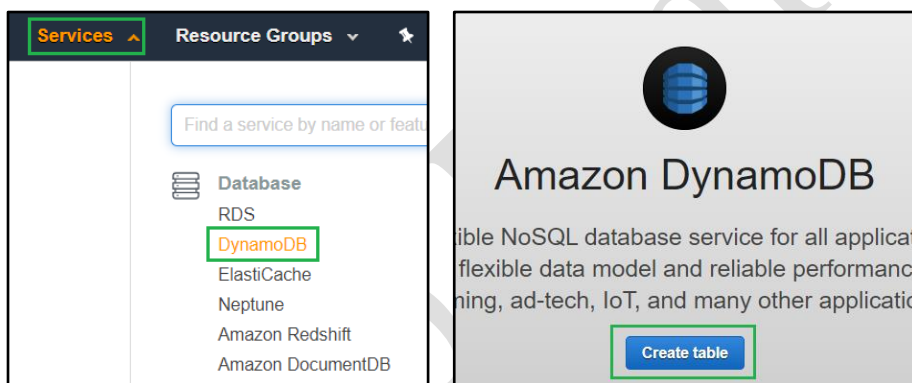 Services
Resource Groups
Find a service by name or featu
Database
RDS
DynamoDB
ElastiCache
Neptune
Amazon Redshift
Amazon DocumentDB
Amazon DynamoDB
ible NoSQL database service for all applicat
flexible data model and reliable performanc
ning, ad-tech, IoT, and many other applicatio
Create table